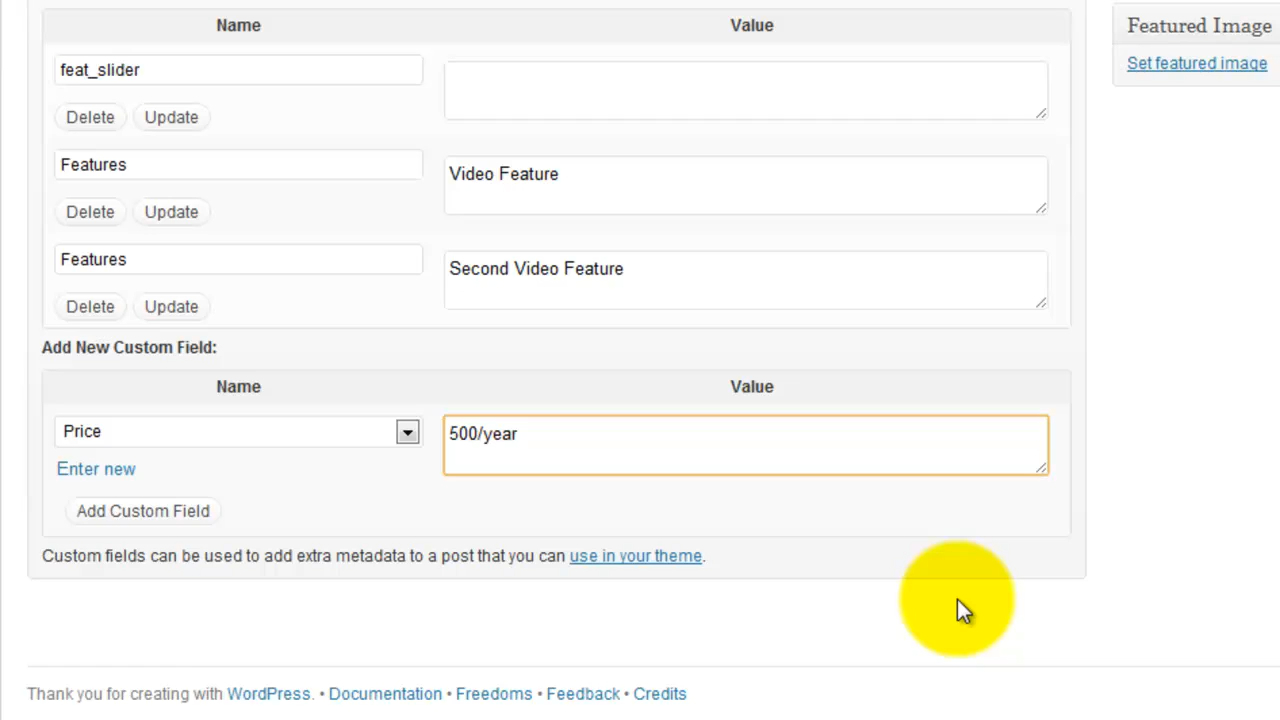 Name Value
Featured Image
feat_slider
Set featured image
Delete Update
Features
Video Feature
Delete Update
Features
Second Video Feature
Delete Update
Add New Custom Field:
Name Value
Price
500/year
Enter new
Add Custom Field
Custom fields can be used to add extra metadata to a post that you can use in your theme.
Thank you for creating with WordPress. • Documentation • Freedoms • Feedback • Credits